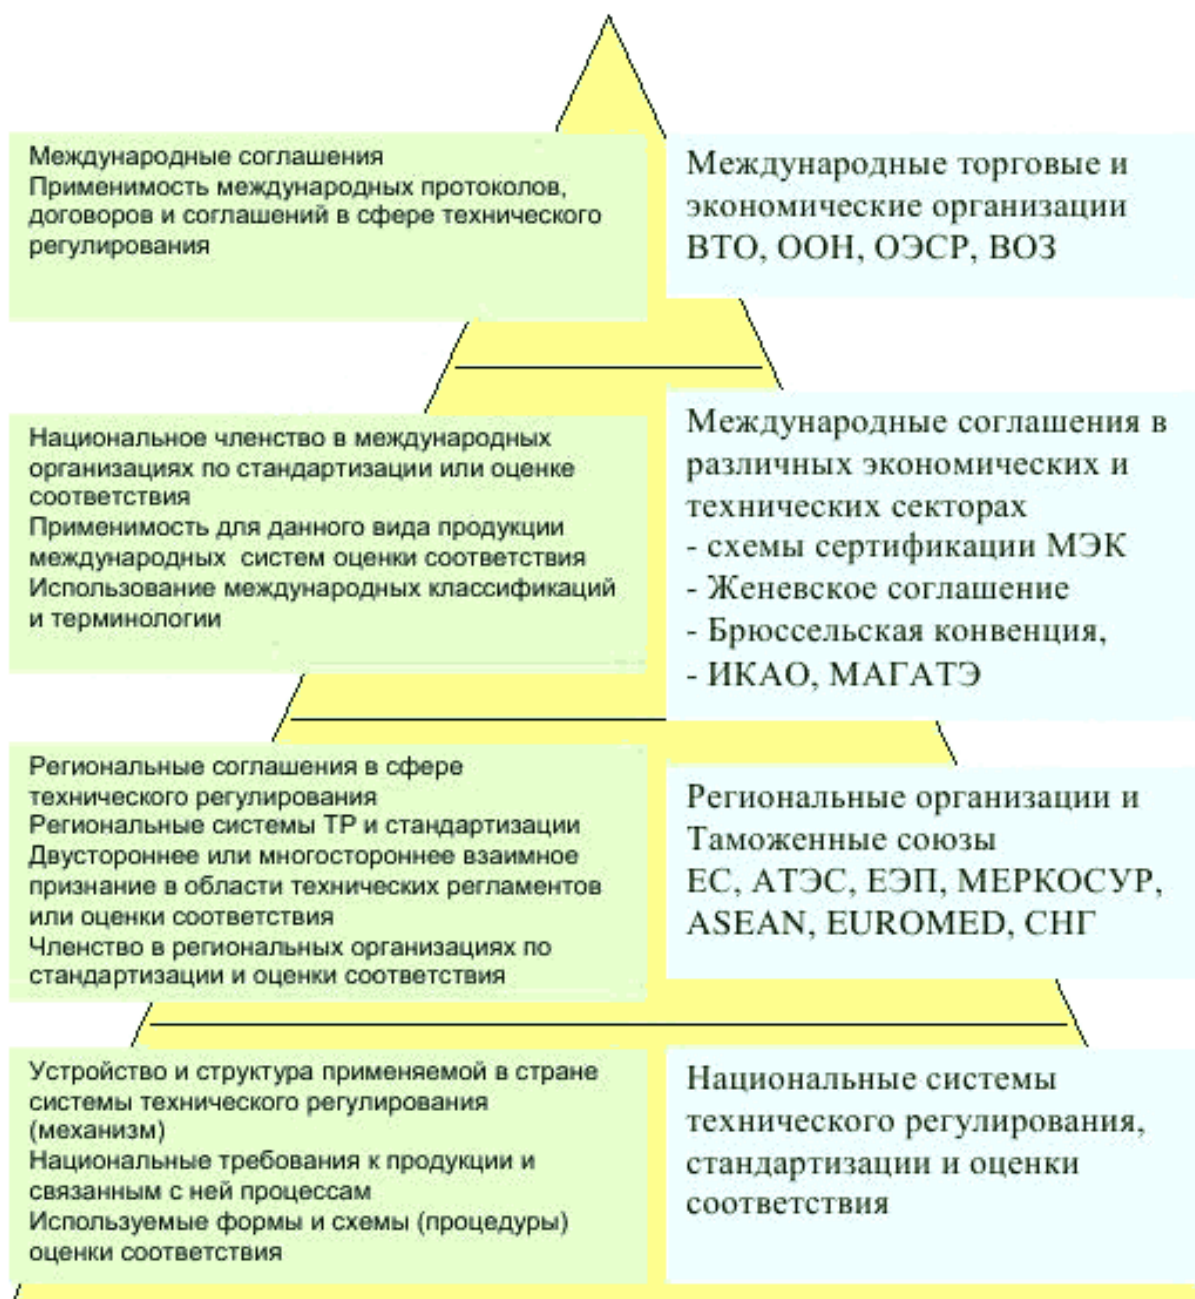 Международные соглашения
Применимость международных протоколов,
договоров и соглашений в сфере технического
регулирования
Международные торговые и
экономические организации
ВТО, ООН, ОЭСР, ВОЗ
Национальное членство в международных
организациях по стандартизации или оценке
соответствия
Применимость для данного вида продукции
международных систем оценки соответствия
Использование международных классификаций
и терминологии
Международные соглашения в
различных экономических и
технических секторах
- схемы сертификации МЭК
- Женевское соглашение
- Брюссельская конвенция,
- ИКАО, МАГАТЭ
Региональные соглашения в сфере
технического регулирования
Региональные системы ТР и стандартизации
Двустороннее или многостороннее взаимное
признание в области технических регламентов
или оценки соответствия
Членство в региональных организациях по
стандартизации и оценки соответствия
Региональные организации и
Таможенные союзы
ЕС, АТЭС, ЕЭП, МЕРКОСУР,
ASEAN, EUROMED, СНГ
Устройство и структура применяемой в стране
системы технического регулирования
(механизм)
Национальные требования к продукции и
связанным с ней процессам
Используемые формы и схемы (процедуры)
оценки соответствия
Национальные системы
технического регулирования,
стандартизации и оценки
соответствия